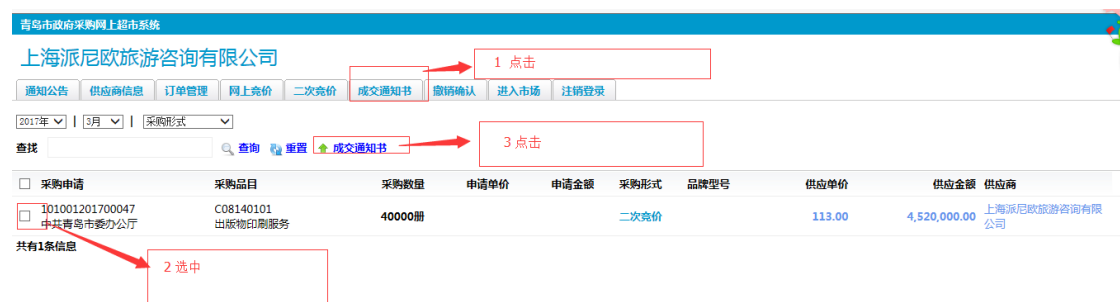 青岛市政府采购网上超市系统
上海派尼欧旅游咨询有限公司
1 点击
通知公告 供应商信息 订单管理 网上竞价 二次竞价 成交通知书 撤销确认 进入市场 注销登录
2017年 | 3月 | 采购形式
查找 查询 重置 成交通知书
3 点击
采购申请 采购品目 采购数量 申请单价 申请金额 采购形式 品牌型号 供应单价 供应金额 供应商
101001201700047 C08140101 40000册 二次竞价 113.00 4,520,000.00 上海派尼欧旅游咨询有限
中共青岛市委办公厅 出版物印刷服务 公司
共有1条信息
2 选中